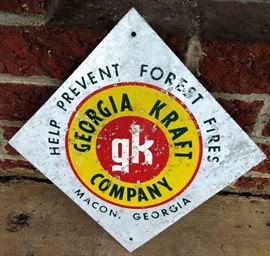 HELP PREVENT FOREST FIRES
GEORGIA KRAFT
gk
COMPANY
MACON, GEORGIA